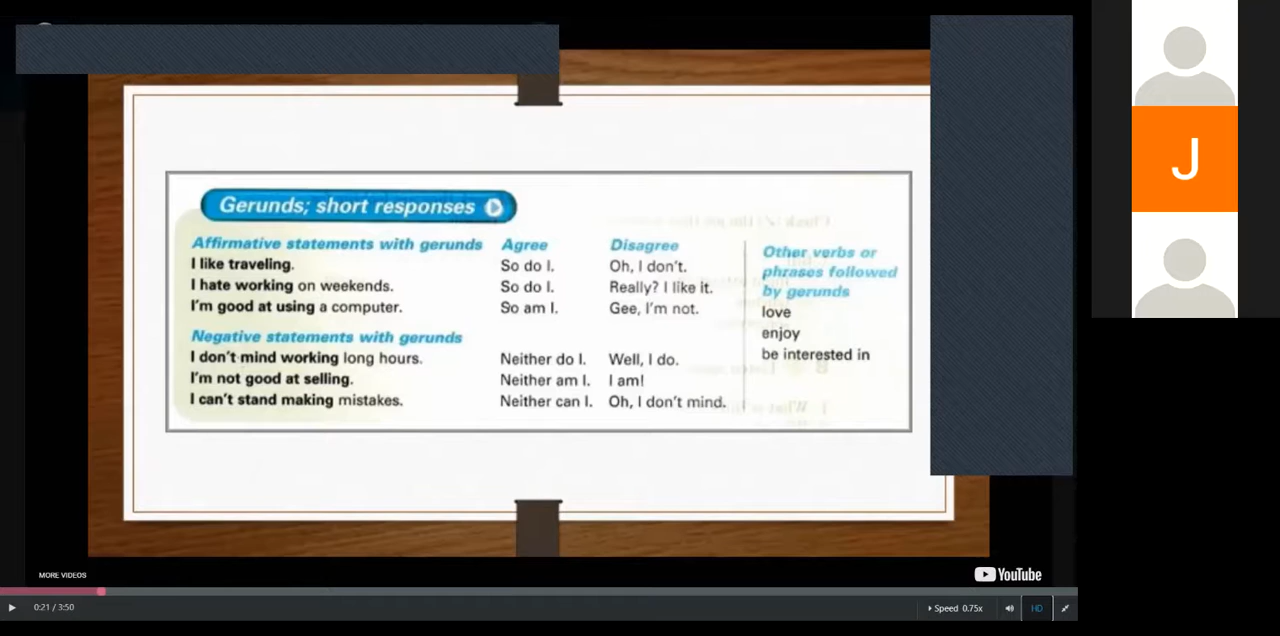 Gerunds; short responses
Affirmative statements with gerunds Agree Disagree
I like traveling. So do I. Oh, I don't.
I hate working on weekends. So do I. Really? I like it.
I'm good at using a computer. So am I. Gee, I'm not.
Negative statements with gerunds
I don't mind working long hours. Neither do I. Well, I do.
I'm not good at selling. Neither am I. I am!
I can't stand making mistakes. Neither can I. Oh, I don't mind.
Other verbs or
phrases followed
by gerunds
love
enjoy
be interested in
J
MORE VIDEOS
YouTube
0:21 / 3:50
Speed 0.75x
HD